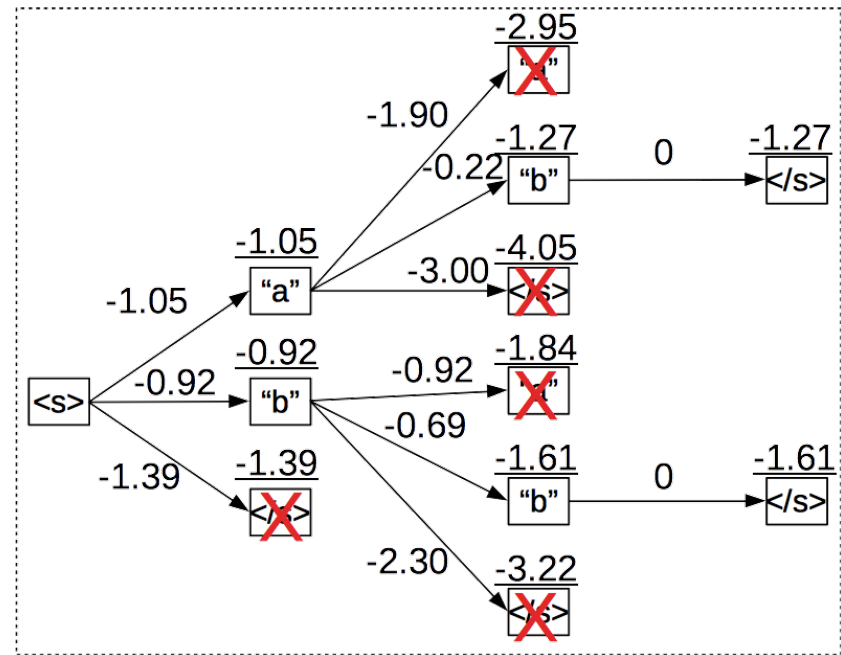 -2.95
"a"
-1.90
-1.27
-1.27
-0.22
"b"
0
</s>
-1.05
-4.05
"a"
-3.00
</s>
-1.05
-0.92
-1.84
<s>
-0.92
"b"
-0.92
"a"
-0.69
-1.39
-1.39
-1.61
-1.61
</s>
"b"
0
</s>
-2.30
-3.22
</s>